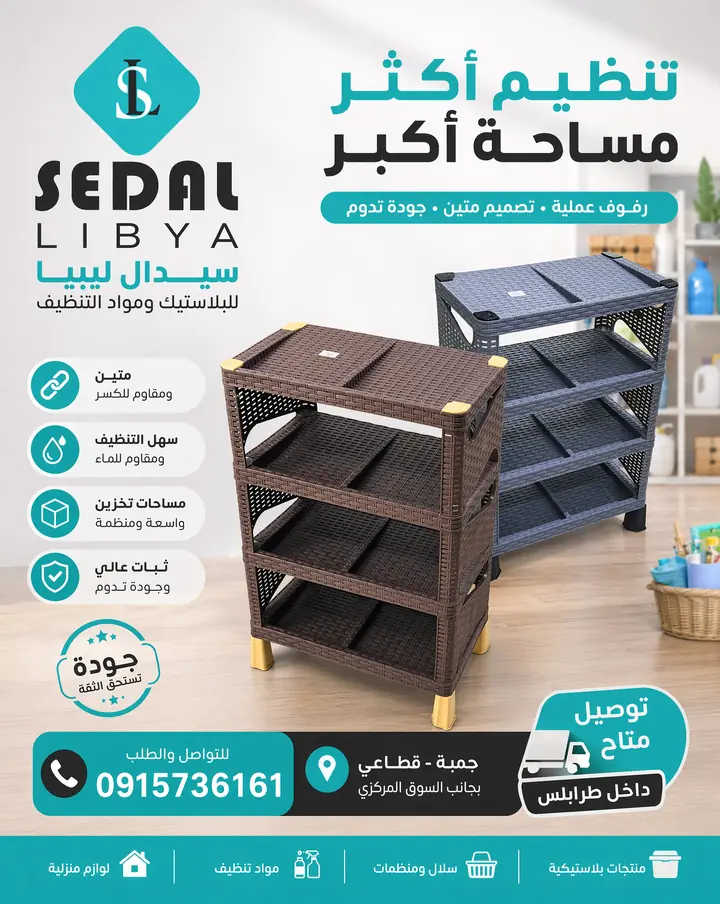 SL
SEDAL
LIBYA
سيدال ليبيا
للبلاستيك ومواد التنظيف
تنظيم أكثر
مساحة أكبر
رفوف عملية • تصميم متين • جودة تدوم
متين
ومقاوم للكسر
سهل التنظيف
ومقاوم للماء
مساحات تخزين
واسعة ومنظمة
ثبات عالي
وجودة تدوم
جودة
تستحق الثقة
توصيل
متاح
داخل طرابلس
جمبة - قطاعي
بجانب السوق المركزي
للتواصل والطلب
0915736161
منتجات بلاستيكية
سلال ومنظمات
مواد تنظيف
لوازم منزلية